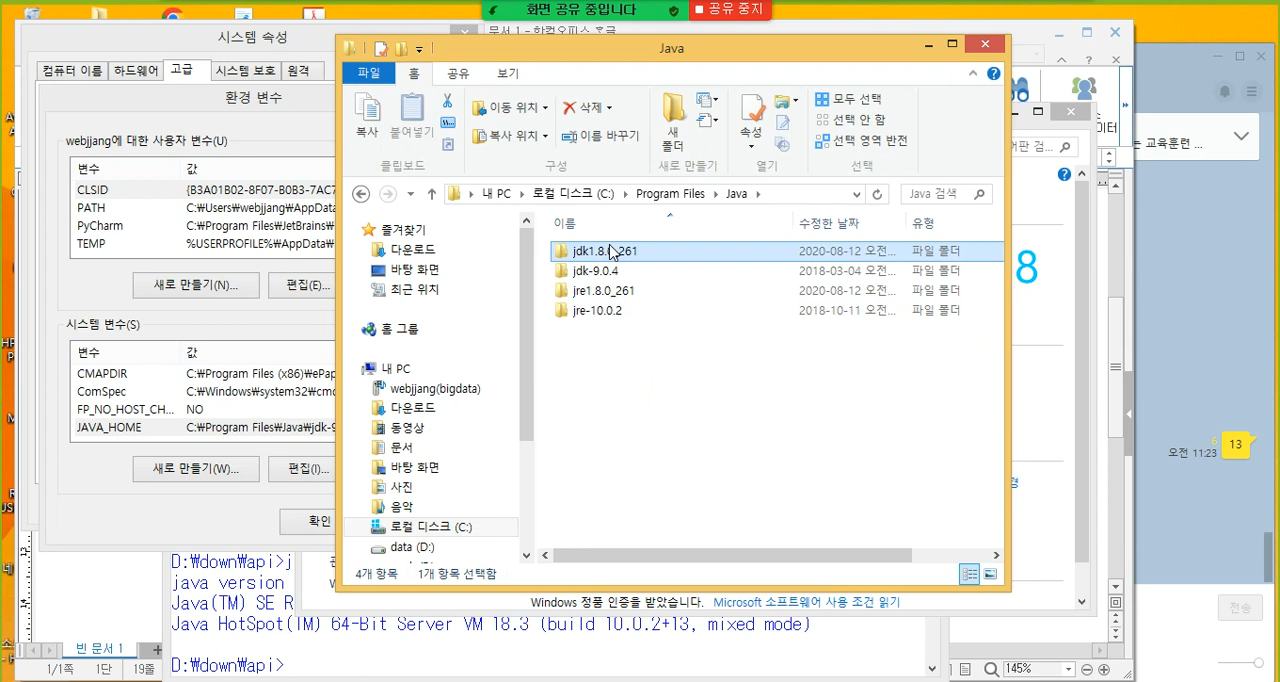 화면 공유 중입니다
공유 중지
시스템 속성
컴퓨터 이름 하드웨어 고급 시스템 보호 원격
환경 변수
webjjang에 대한 사용자 변수(U)
변수 값
CLSID {B3A01B02-8F07-B0B3-7AC7
PATH C:₩Users₩webjjang₩AppData
PyCharm C:₩Program Files₩JetBrains₩
TEMP %USERPROFILE%₩AppData₩
새로 만들기(N)... 편집(E)...
시스템 변수(S)
변수 값
CMAPDIR C:₩Program Files (x86)₩ePap
ComSpec C:₩Windows₩system32₩cmd
FP_NO_HOST_CH... NO
JAVA_HOME C:₩Program Files₩Java₩jdk-9
새로 만들기(W)... 편집(I)...
확인
Java
파일 홈 공유 보기
복사 붙여넣기
이동 위치 삭제
복사 위치 이름 바꾸기
새 폴더
속성
모두 선택
선택 안 함
선택 영역 반전
클립보드 구성 새로 만들기 열기 선택
내 PC 로컬 디스크 (C:) Program Files Java
Java 검색
즐겨찾기
다운로드
바탕 화면
최근 위치
홈 그룹
내 PC
webjjang(bigdata)
다운로드
동영상
문서
바탕 화면
사진
음악
로컬 디스크 (C:)
data (D:)
이름 수정한 날짜 유형
jdk1.8.0_261 2020-08-12 오전... 파일 폴더
jdk-9.0.4 2018-03-04 오전... 파일 폴더
jre1.8.0_261 2020-08-12 오전... 파일 폴더
jre-10.0.2 2018-10-11 오전... 파일 폴더
4개 항목 1개 항목 선택함
Windows 정품 인증을 받았습니다. Microsoft 소프트웨어 사용 조건 읽기
D:₩down₩api>j
java version
Java(TM) SE R
Java HotSpot(TM) 64-Bit Server VM 18.3 (build 10.0.2+13, mixed mode)
D:₩down₩api>
빈 문서 1
1/1쪽 1단 19줄
145%
8
교육훈련 ...
오전 11:23
6
13
전송